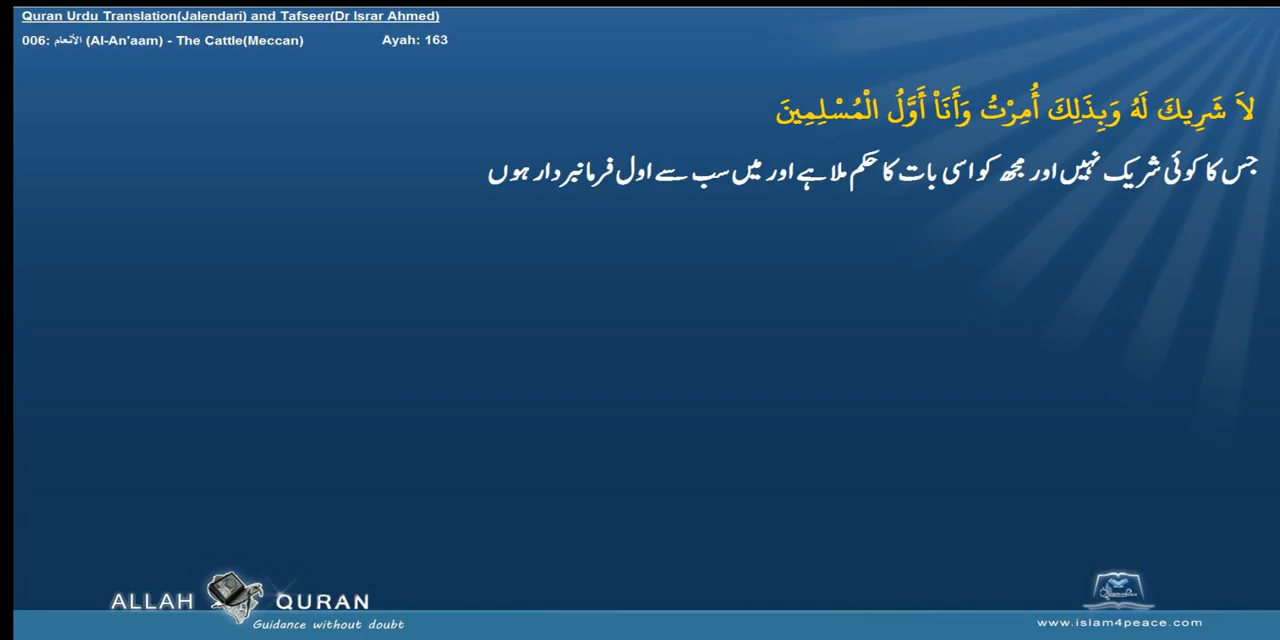 Quran Urdu Translation(Jalendari) and Tafseer(Dr Israr Ahmed)
006: الأنعام (Al-An'aam) - The Cattle(Meccan) Ayah: 163
لاَ شَرِيكَ لَهُ وَبِذَلِكَ أُمِرْتُ وَأَنَاْ أَوَّلُ الْمُسْلِمِينَ
جس کا کوئی شریک نہیں اور مجھ کو اسی بات کا حکم ملا ہے اور میں سب سے اول فرمانبردار ہوں
ALLAH QURAN
Guidance without doubt
www.islam4peace.com